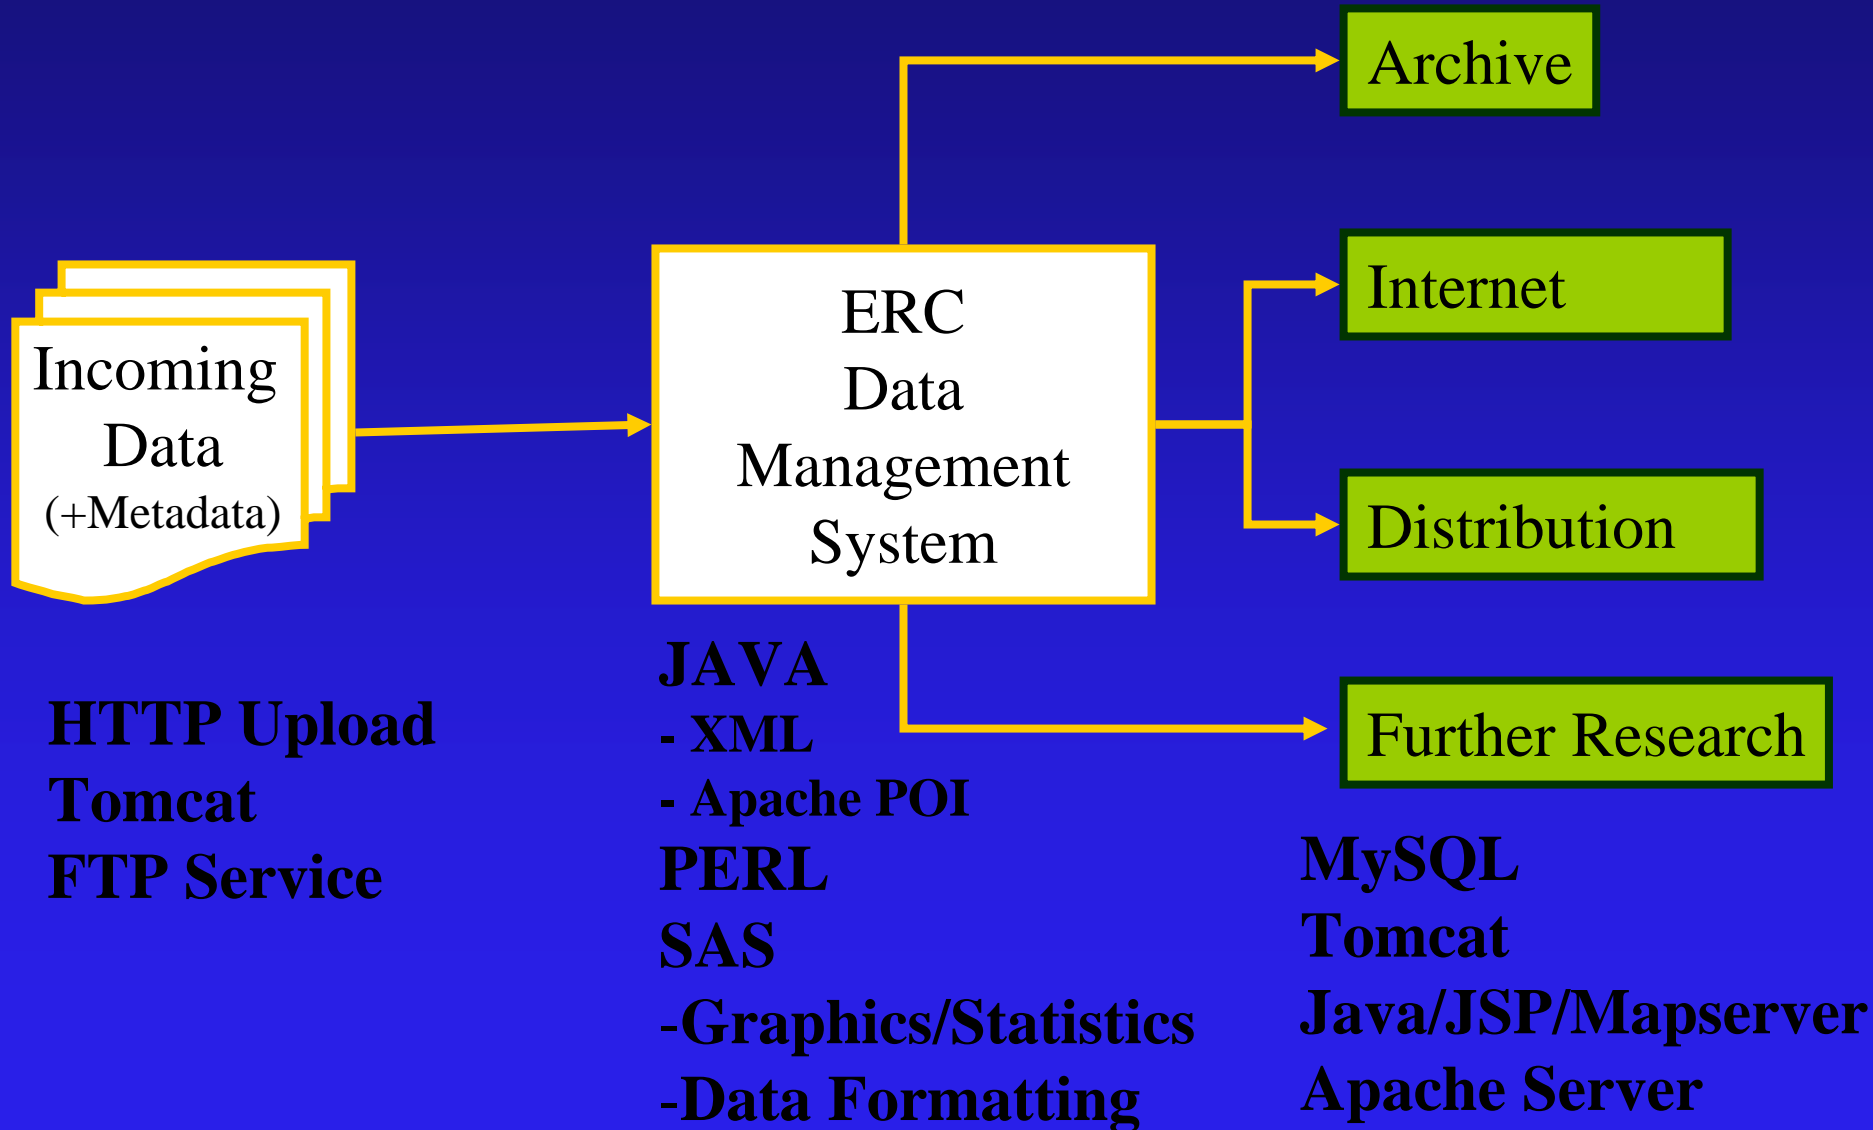 Archive
Internet
Distribution
Further Research
Incoming
Data
(+Metadata)
ERC
Data
Management
System
HTTP Upload
Tomcat
FTP Service
JAVA
- XML
- Apache POI
PERL
SAS
-Graphics/Statistics
-Data Formatting
MySQL
Tomcat
Java/JSP/Mapserver
Apache Server